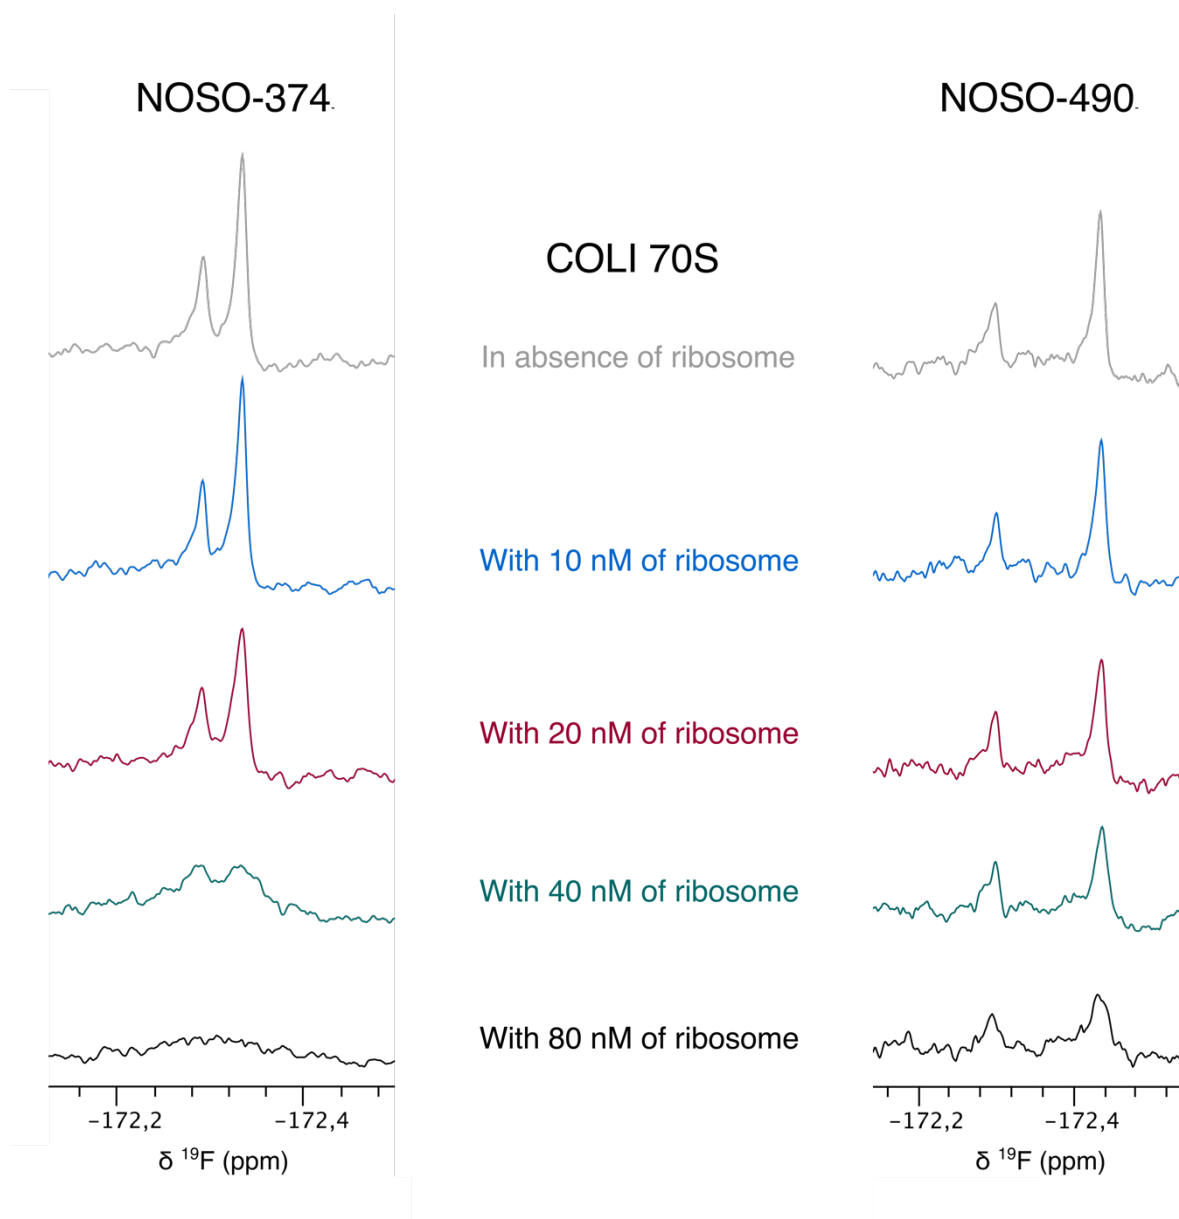 NOSO-374
NOSO-490
COLI 70S
In absence of ribosome
With 10 nM of ribosome
With 20 nM of ribosome
With 40 nM of ribosome
With 80 nM of ribosome
−172,2
−172,4
−172,2
−172,4
δ ¹⁹F (ppm)
δ ¹⁹F (ppm)